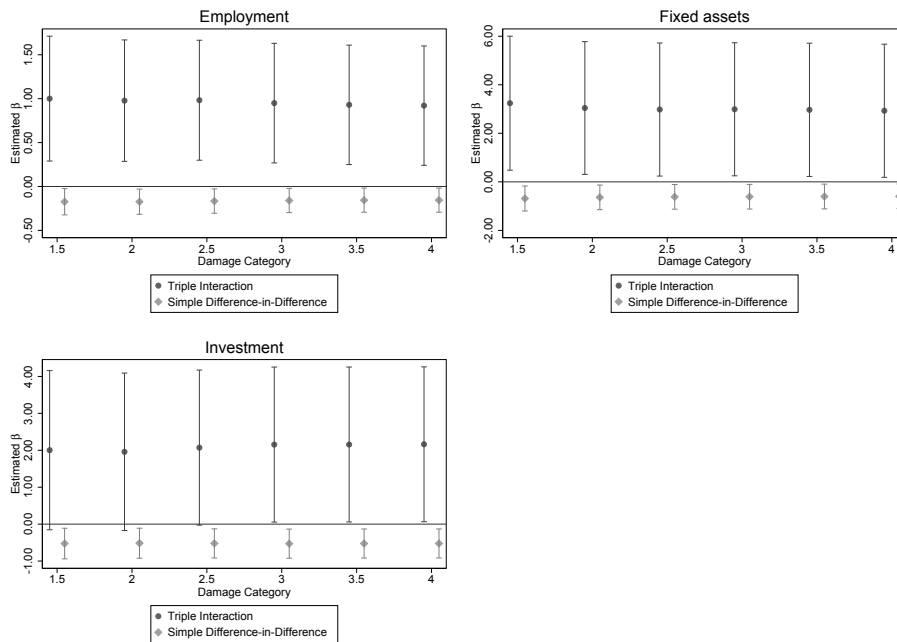 Employment
Estimated β
-0.50 0.00 0.50 1.00 1.50
1.5 2 2.5 3 3.5 4
Damage Category
Triple Interaction
Simple Difference-in-Difference
Fixed assets
Estimated β
-2.00 0.00 2.00 4.00 6.00
1.5 2 2.5 3 3.5 4
Damage Category
Triple Interaction
Simple Difference-in-Difference
Investment
Estimated β
-1.00 0.00 1.00 2.00 3.00 4.00
1.5 2 2.5 3 3.5 4
Damage Category
Triple Interaction
Simple Difference-in-Difference